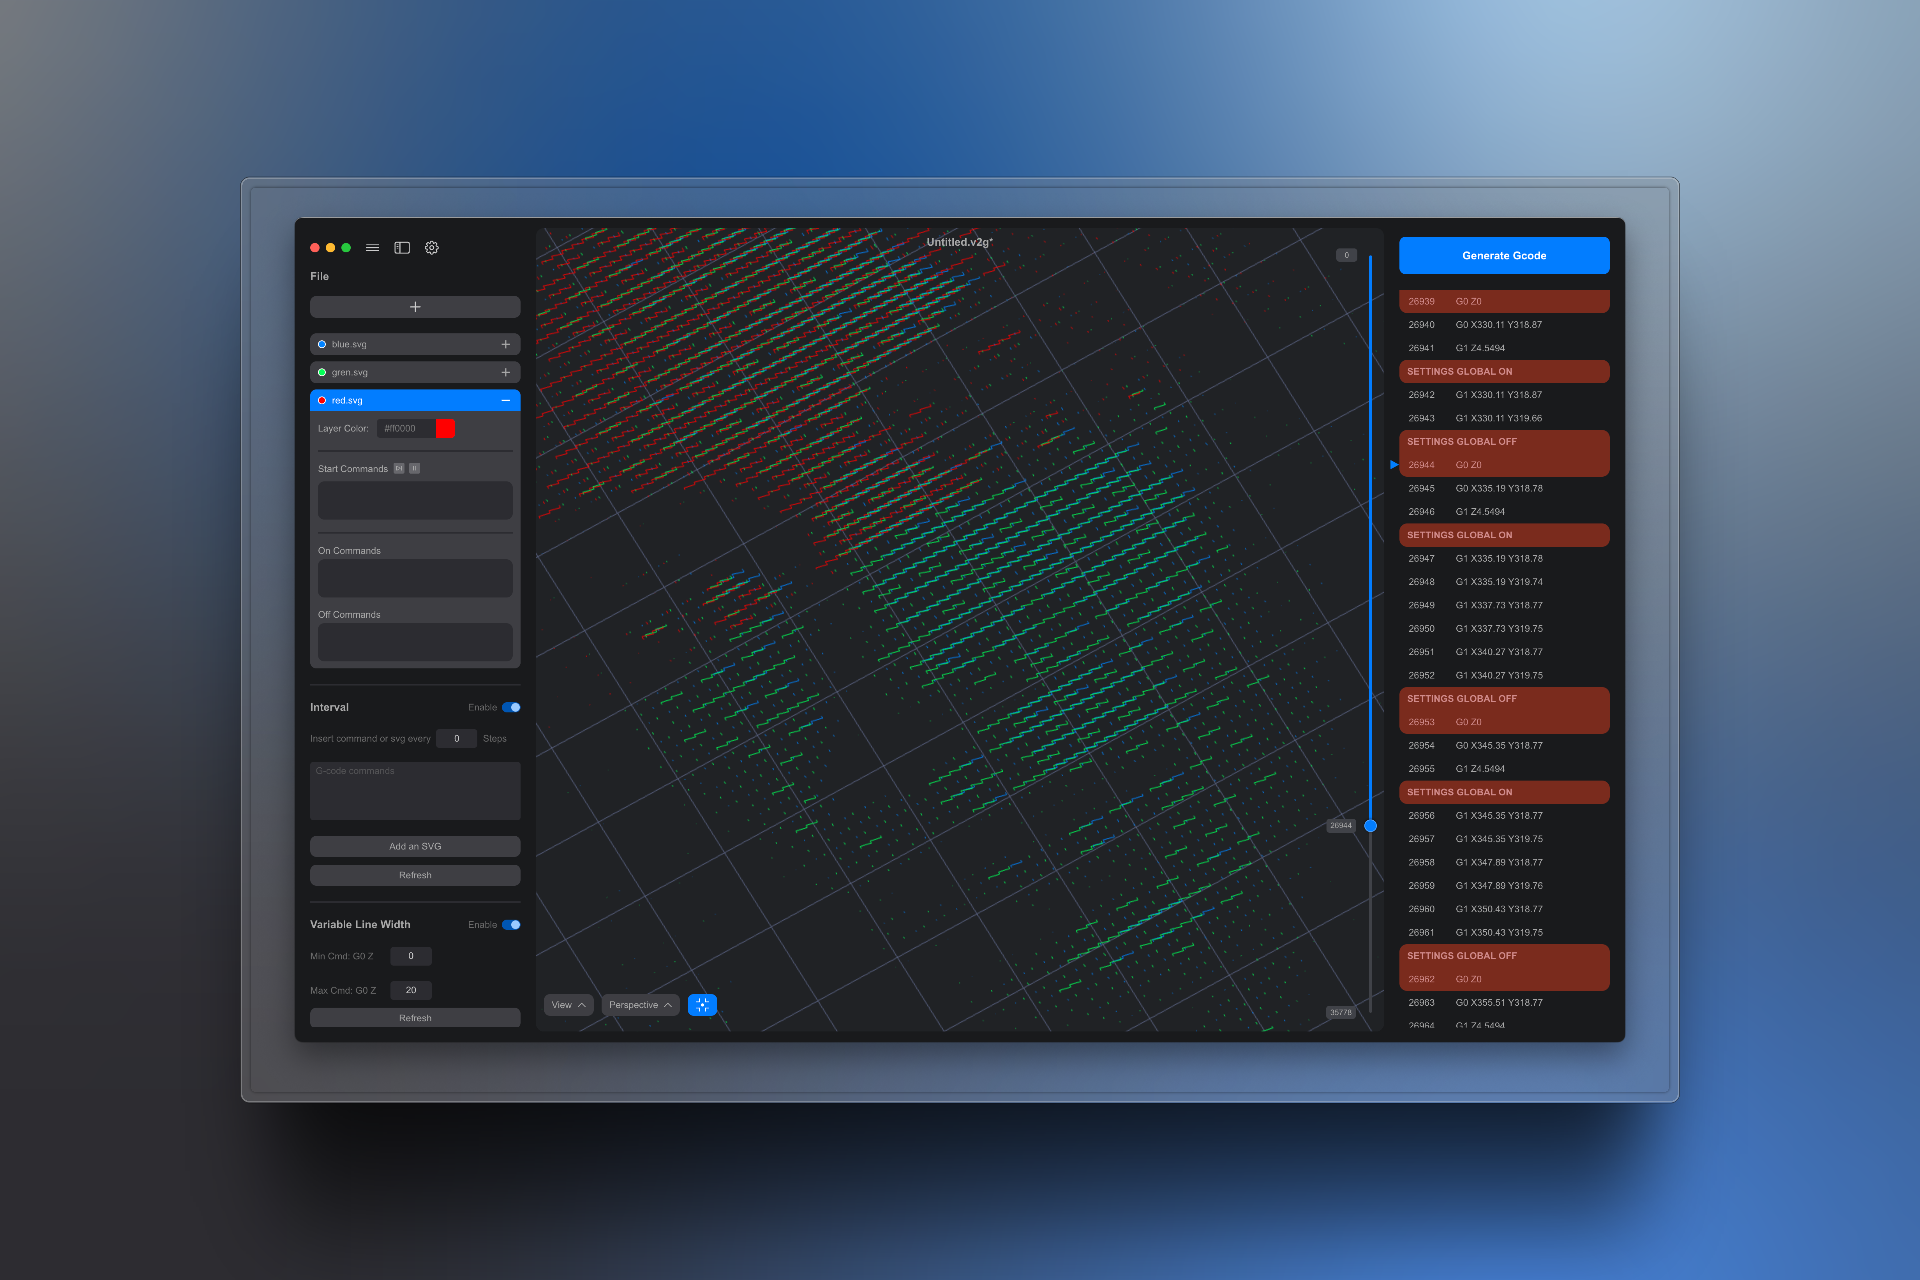 File
blue.svg
gren.svg
red.svg
Layer Color: #ff0000
Start Commands
On Commands
Off Commands
Interval Enable
Insert command or svg every 0 Steps
G-code commands
Add an SVG
Refresh
Variable Line Width Enable
Min Cmd: G0 Z 0
Max Cmd: G0 Z 20
Refresh
Untitled.v2g*
0
26944
35778
View
Perspective
Generate Gcode
26939 G0 Z0
26940 G0 X330.11 Y318.87
26941 G1 Z4.5494
SETTINGS GLOBAL ON
26942 G1 X330.11 Y318.87
26943 G1 X330.11 Y319.66
SETTINGS GLOBAL OFF
26944 G0 Z0
26945 G0 X335.19 Y318.78
26946 G1 Z4.5494
SETTINGS GLOBAL ON
26947 G1 X335.19 Y318.78
26948 G1 X335.19 Y319.74
26949 G1 X337.73 Y318.77
26950 G1 X337.73 Y319.75
26951 G1 X340.27 Y318.77
26952 G1 X340.27 Y319.75
SETTINGS GLOBAL OFF
26953 G0 Z0
26954 G0 X345.35 Y318.77
26955 G1 Z4.5494
SETTINGS GLOBAL ON
26956 G1 X345.35 Y318.77
26957 G1 X345.35 Y319.75
26958 G1 X347.89 Y318.77
26959 G1 X347.89 Y319.76
26960 G1 X350.43 Y318.77
26961 G1 X350.43 Y319.75
SETTINGS GLOBAL OFF
26962 G0 Z0
26963 G0 X355.51 Y318.77
26964 G1 Z4.5494